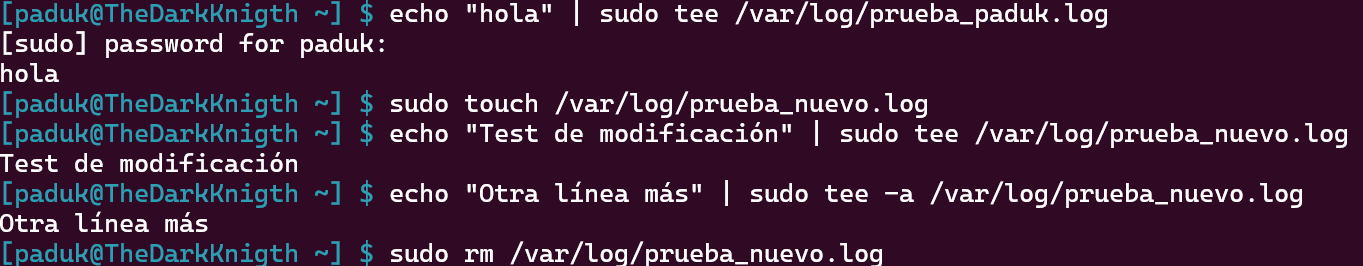 [paduk@TheDarkKnigth ~] $ echo "hola" | sudo tee /var/log/prueba_paduk.log
[sudo] password for paduk:
hola
[paduk@TheDarkKnigth ~] $ sudo touch /var/log/prueba_nuevo.log
[paduk@TheDarkKnigth ~] $ echo "Test de modificación" | sudo tee /var/log/prueba_nuevo.log
Test de modificación
[paduk@TheDarkKnigth ~] $ echo "Otra línea más" | sudo tee -a /var/log/prueba_nuevo.log
Otra línea más
[paduk@TheDarkKnigth ~] $ sudo rm /var/log/prueba_nuevo.log